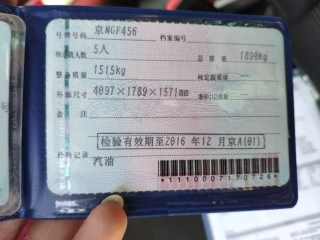 号牌号码 京NGF456 档案编号
核定载人数 5人 总质量 1890kg
整备质量 1515kg 核定载质量 --
外廓尺寸 4097×1789×1571mm 准牵引总质量 --
备注
检验有效期至2016年12月京A(01)
检验记录
汽油
*1110007170726*